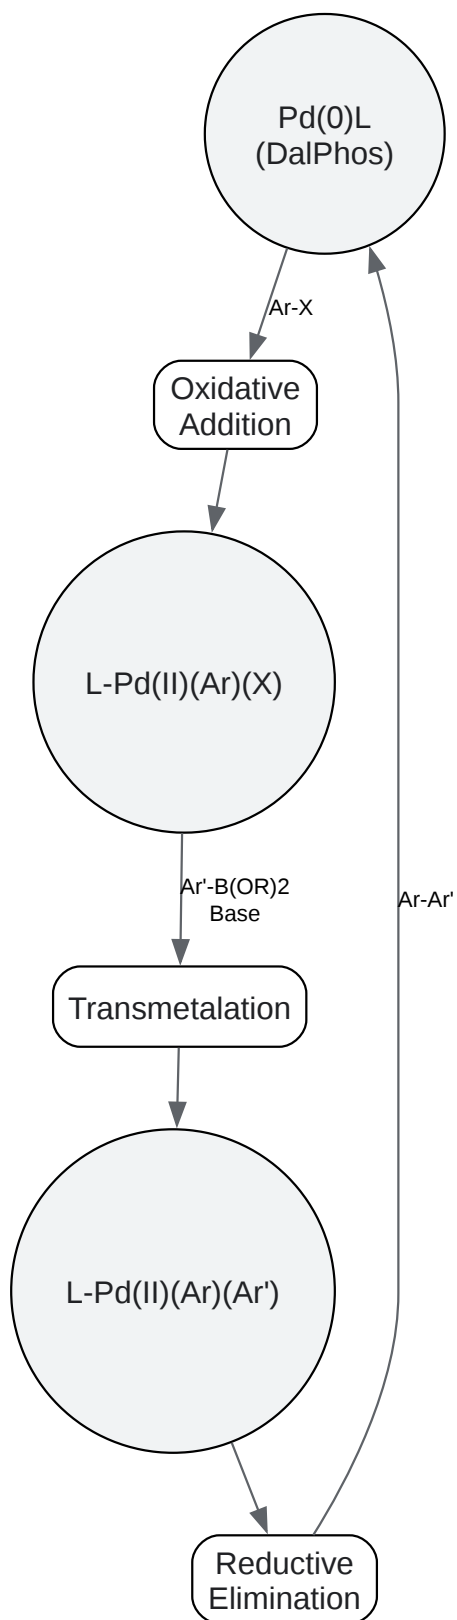 Pd(0)L
(DalPhos)
Ar-X
Oxidative
Addition
L-Pd(II)(Ar)(X)
Ar'-B(OR)2
Base
Ar-Ar'
Transmetalation
L-Pd(II)(Ar)(Ar')
Reductive
Elimination